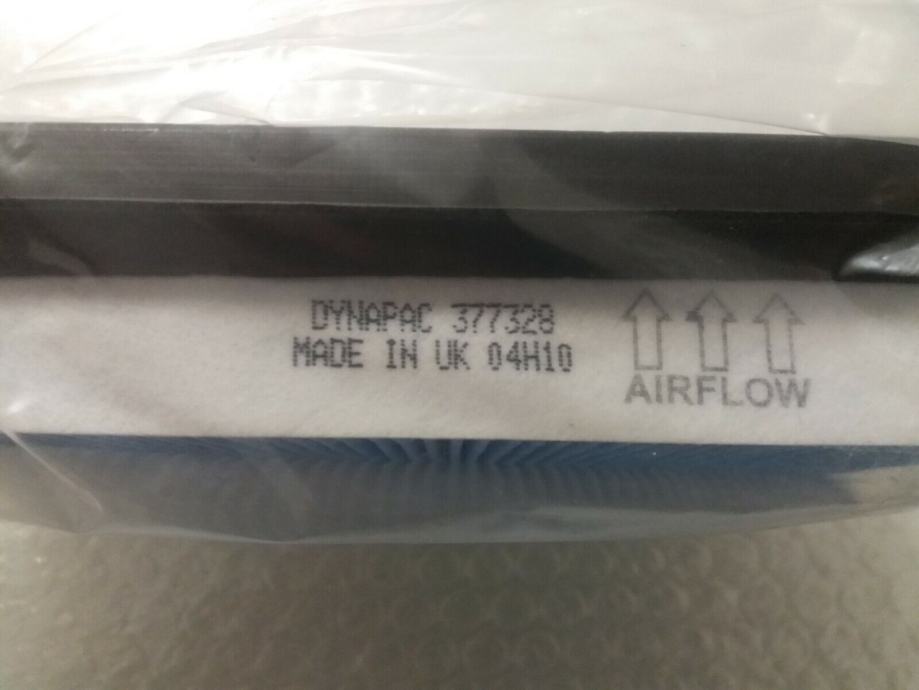 DYNAPAC 377328
MADE IN UK 04H10
AIRFLOW